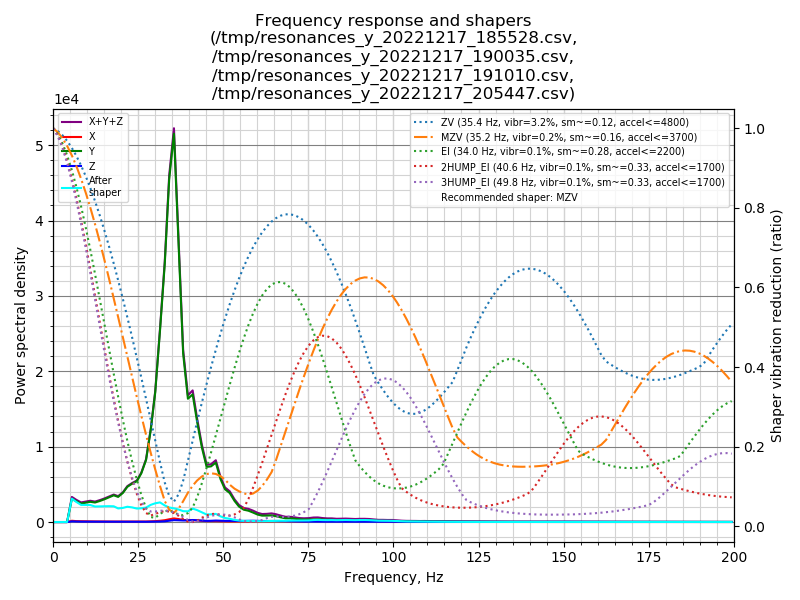 Frequency response and shapers
(/tmp/resonances_y_20221217_185528.csv,
/tmp/resonances_y_20221217_190035.csv,
/tmp/resonances_y_20221217_191010.csv,
/tmp/resonances_y_20221217_205447.csv)
1e4
X+Y+Z
X
Y
Z
After
shaper
ZV (35.4 Hz, vibr=3.2%, sm~=0.12, accel<=4800)
MZV (35.2 Hz, vibr=0.2%, sm~=0.16, accel<=3700)
EI (34.0 Hz, vibr=0.1%, sm~=0.28, accel<=2200)
2HUMP_EI (40.6 Hz, vibr=0.1%, sm~=0.33, accel<=1700)
3HUMP_EI (49.8 Hz, vibr=0.1%, sm~=0.33, accel<=1700)
Recommended shaper: MZV
5
4
3
2
1
0
Power spectral density
1.0
0.8
0.6
0.4
0.2
0.0
Shaper vibration reduction (ratio)
0 25 50 75 100 125 150 175 200
Frequency, Hz